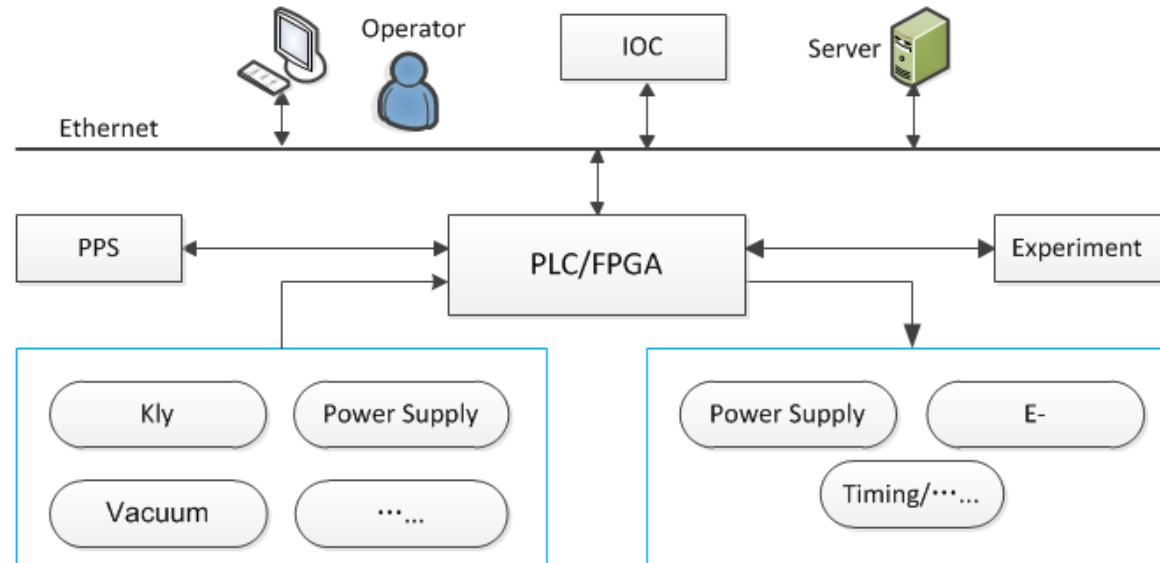 Operator
IOC
Server
Ethernet
PPS
PLC/FPGA
Experiment
Kly
Power Supply
Power Supply
E-
Vacuum
…...
Timing/…...